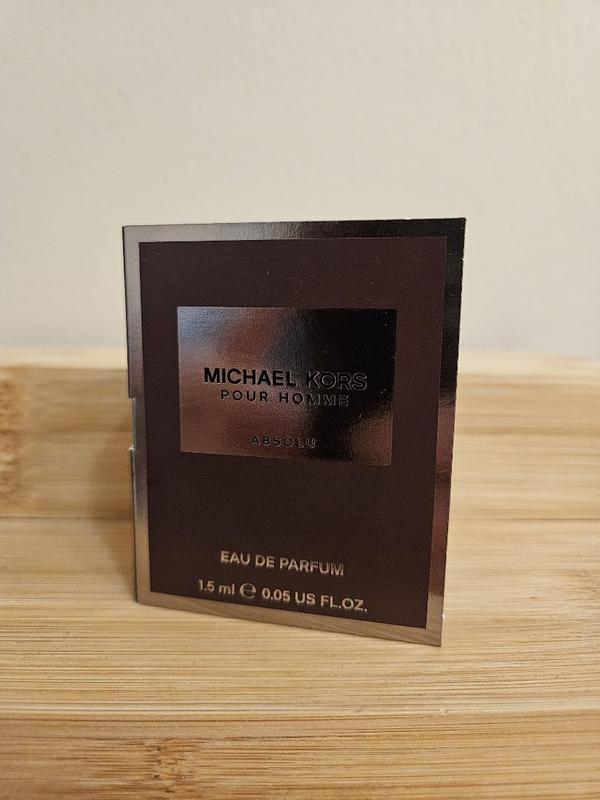 MICHAEL KORS
POUR HOMME
ABSOLU
EAU DE PARFUM
1.5 ml ℮ 0.05 US FL.OZ.